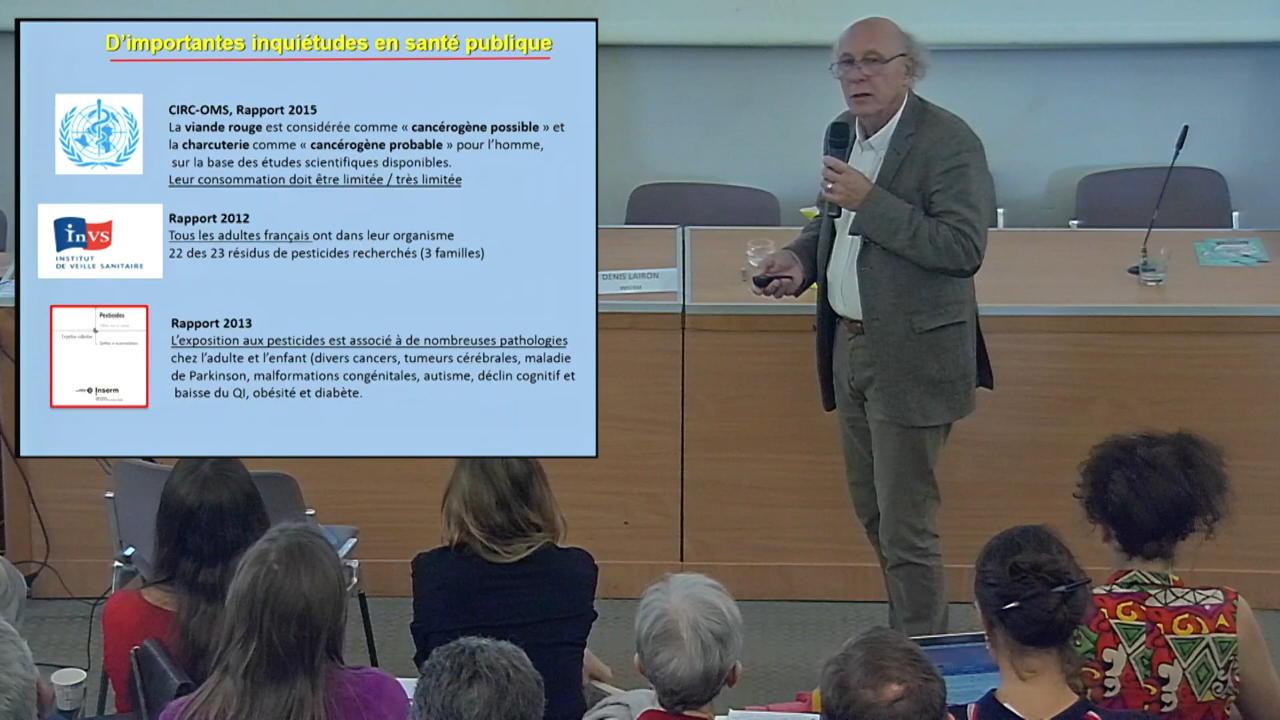 D'importantes inquiétudes en santé publique
CIRC-OMS, Rapport 2015
La viande rouge est considérée comme « cancérogène possible » et
la charcuterie comme « cancérogène probable » pour l'homme,
sur la base des études scientifiques disponibles.
Leur consommation doit être limitée / très limitée
invs
INSTITUT
DE VEILLE SANITAIRE
Rapport 2012
Tous les adultes français ont dans leur organisme
22 des 23 résidus de pesticides recherchés (3 familles)
Pesticides
Inserm
Rapport 2013
L'exposition aux pesticides est associé à de nombreuses pathologies
chez l'adulte et l'enfant (divers cancers, tumeurs cérébrales, maladie
de Parkinson, malformations congénitales, autisme, déclin cognitif et
baisse du QI, obésité et diabète.
DENIS LAIRON